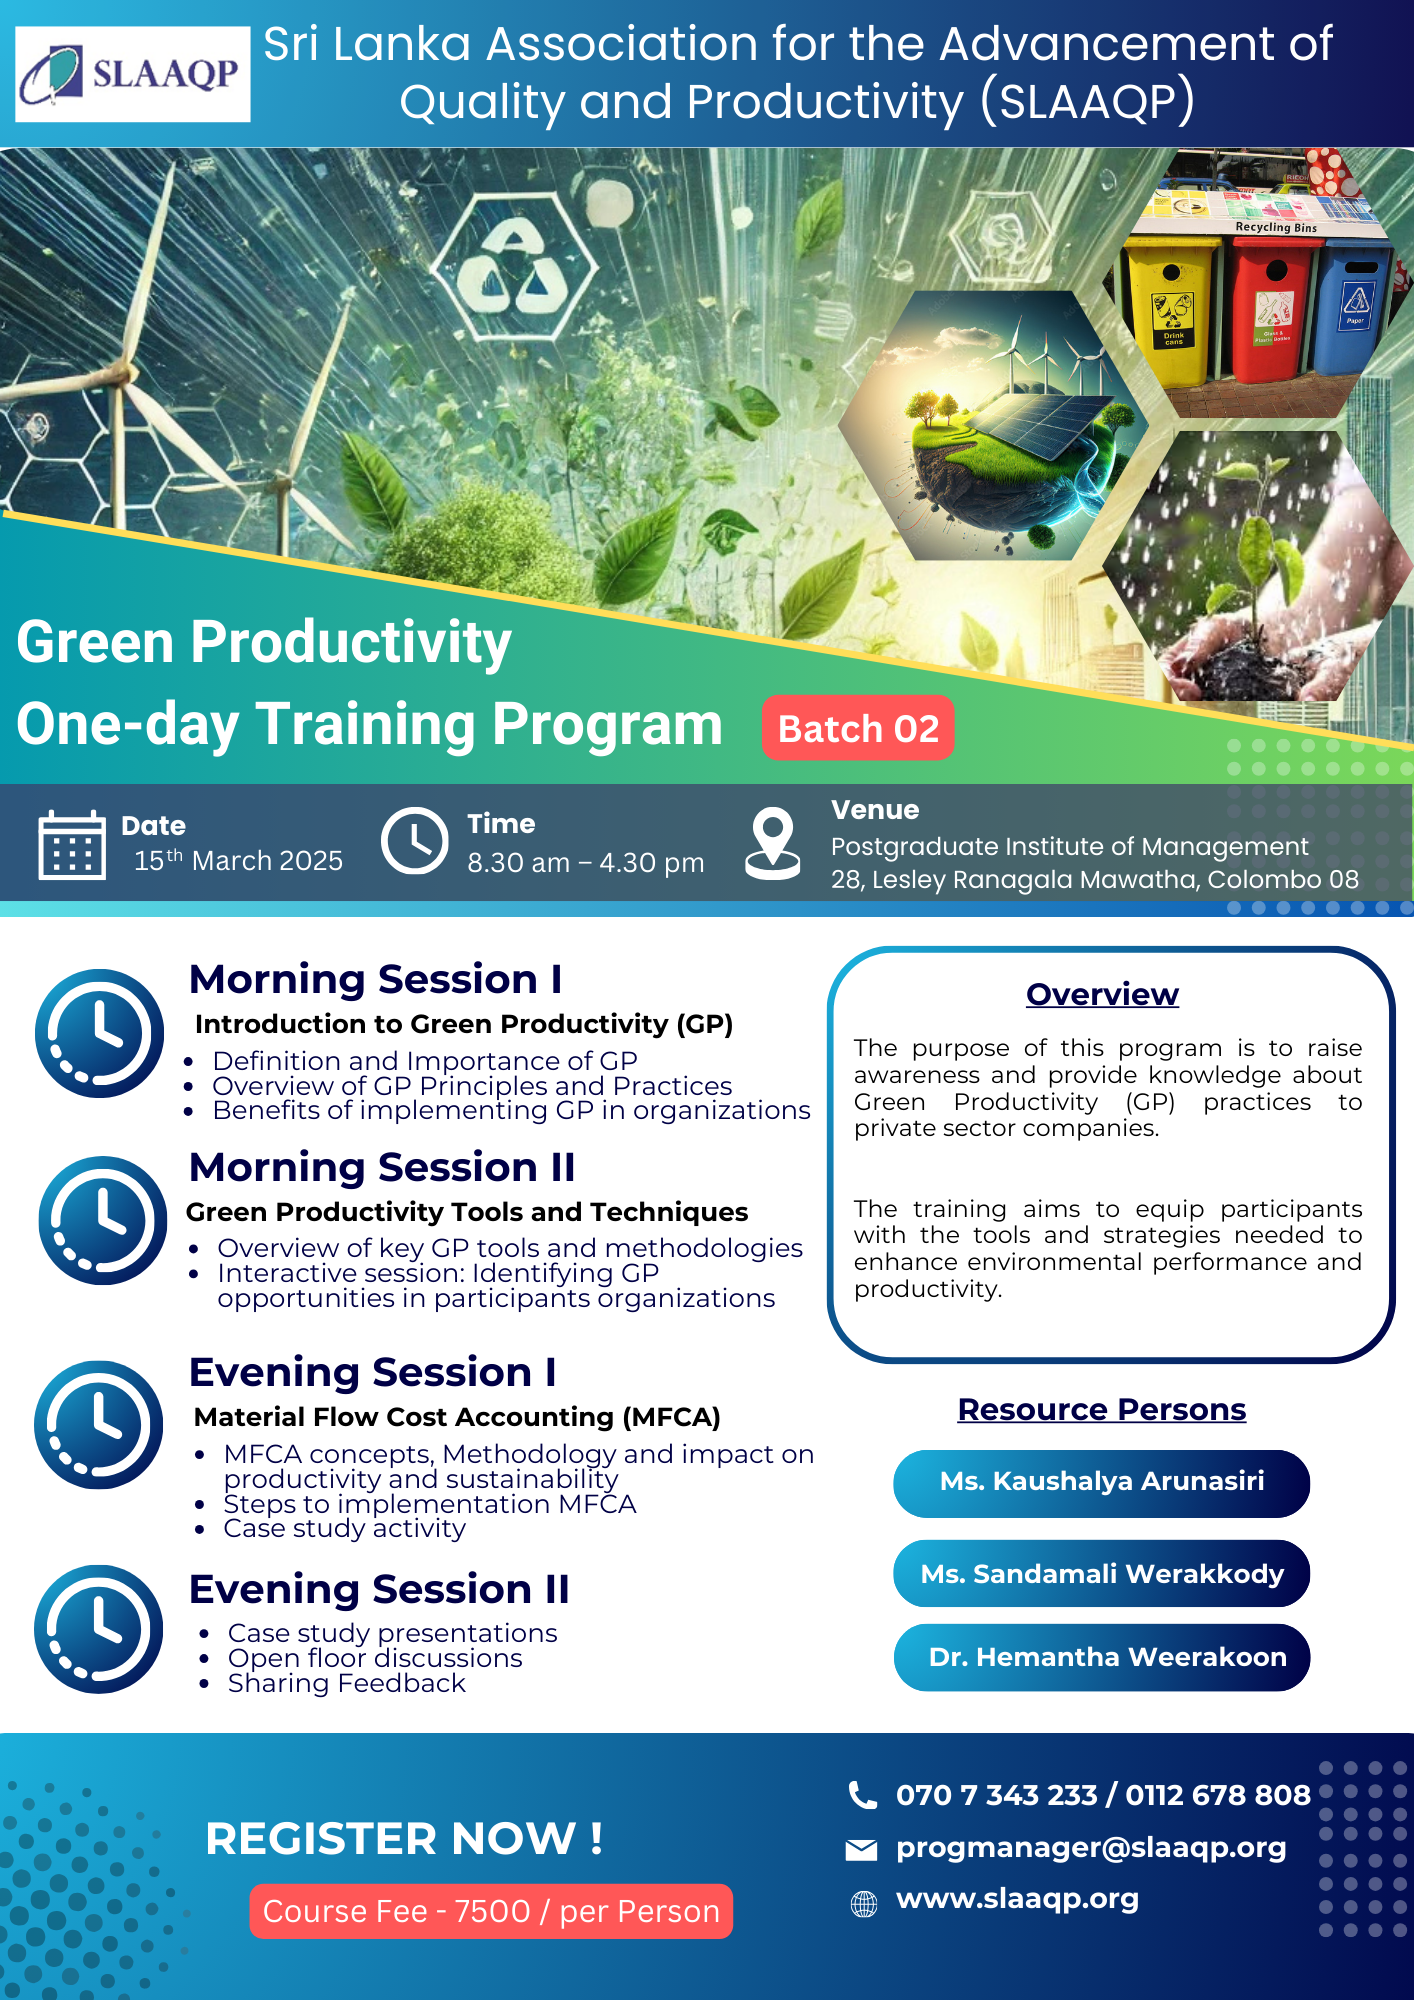 SLAAQP
Sri Lanka Association for the Advancement of
Quality and Productivity (SLAAQP)
RICOH
Recycling Bins
Drink
cans
Glass &
Plastic Bottles
Paper
Green Productivity
One-day Training Program
Batch 02
Date
15th March 2025
Time
8.30 am – 4.30 pm
Venue
Postgraduate Institute of Management
28, Lesley Ranagala Mawatha, Colombo 08
Morning Session I
Introduction to Green Productivity (GP)
• Definition and Importance of GP
• Overview of GP Principles and Practices
• Benefits of implementing GP in organizations
Morning Session II
Green Productivity Tools and Techniques
• Overview of key GP tools and methodologies
• Interactive session: Identifying GP
opportunities in participants organizations
Evening Session I
Material Flow Cost Accounting (MFCA)
• MFCA concepts, Methodology and impact on
productivity and sustainability
• Steps to implementation MFCA
• Case study activity
Evening Session II
• Case study presentations
• Open floor discussions
• Sharing Feedback
Overview
The purpose of this program is to raise
awareness and provide knowledge about
Green Productivity (GP) practices to
private sector companies.
The training aims to equip participants
with the tools and strategies needed to
enhance environmental performance and
productivity.
Resource Persons
Ms. Kaushalya Arunasiri
Ms. Sandamali Werakkody
Dr. Hemantha Weerakoon
REGISTER NOW !
Course Fee - 7500 / per Person
070 7 343 233 / 0112 678 808
progmanager@slaaqp.org
www.slaaqp.org